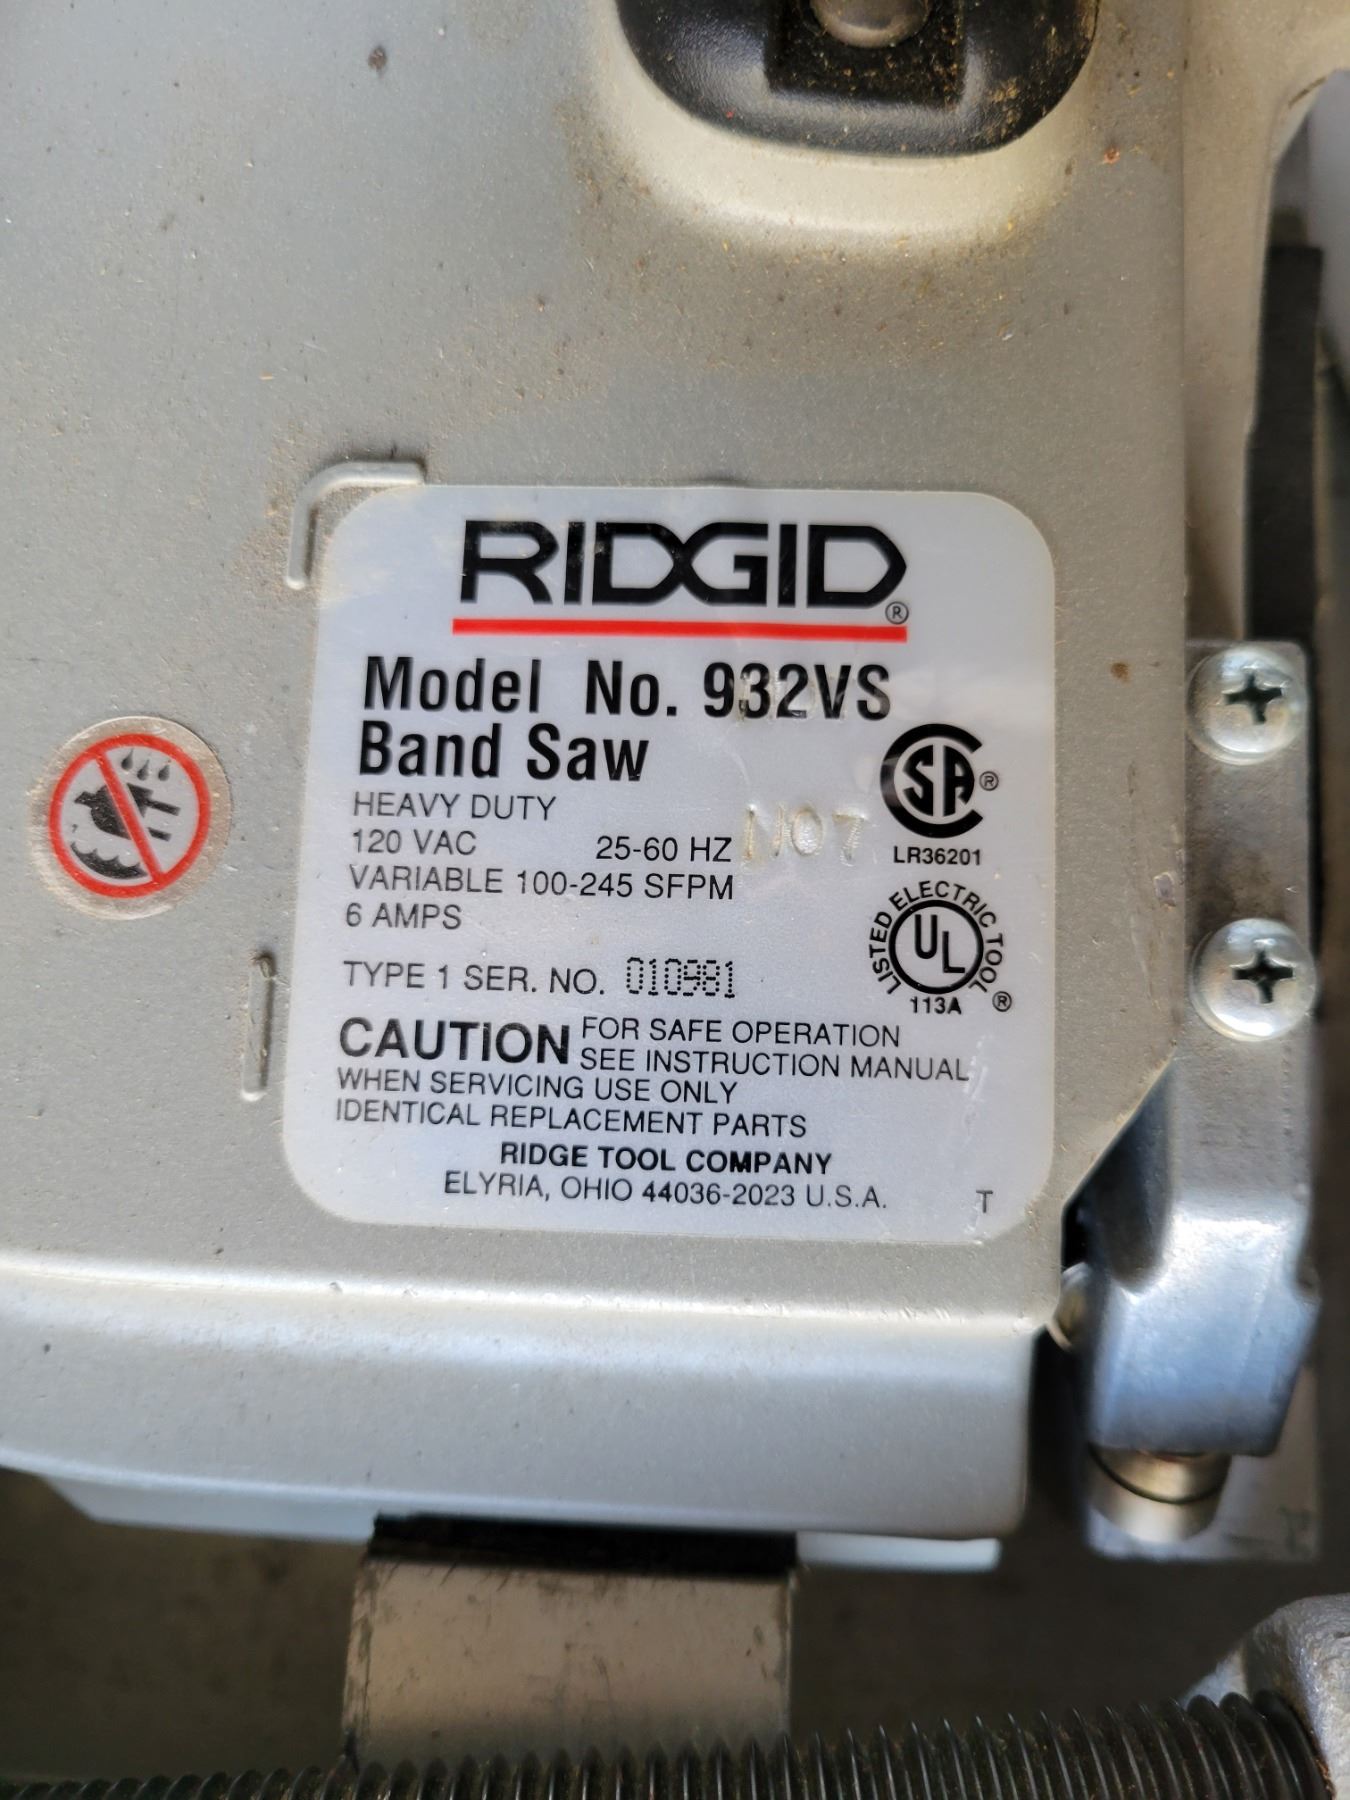 RIDGID®
Model No. 932VS
Band Saw
HEAVY DUTY
120 VAC 25-60 HZ
VARIABLE 100-245 SFPM
6 AMPS
1107
SA®
LR36201
LISTED ELECTRIC TOOL
UL
113A ®
TYPE 1 SER. NO. 010981
CAUTION FOR SAFE OPERATION
SEE INSTRUCTION MANUAL
WHEN SERVICING USE ONLY
IDENTICAL REPLACEMENT PARTS
RIDGE TOOL COMPANY
ELYRIA, OHIO 44036-2023 U.S.A. T